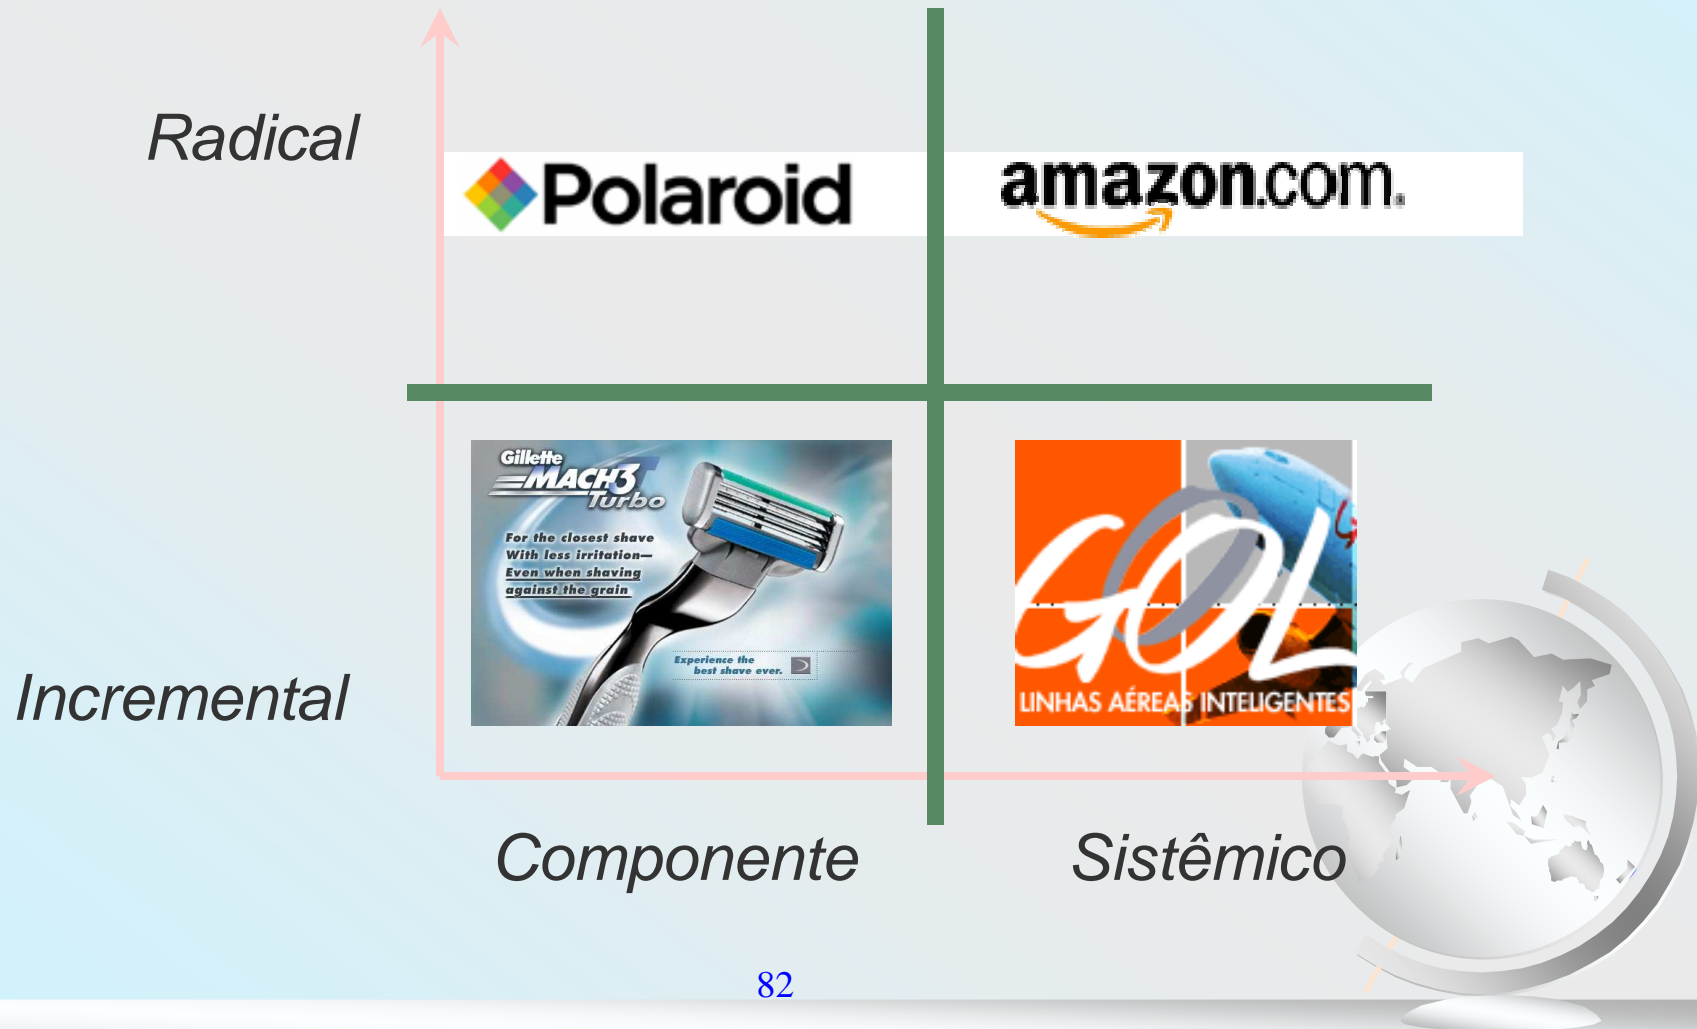 Radical
Polaroid
amazon.com.
Gillette
MACH3
Turbo
For the closest shave
With less irritation—
Even when shaving
against the grain
Experience the
best shave ever.
GOL
LINHAS AÉREAS INTELIGENTES
Incremental
Componente
Sistêmico
82